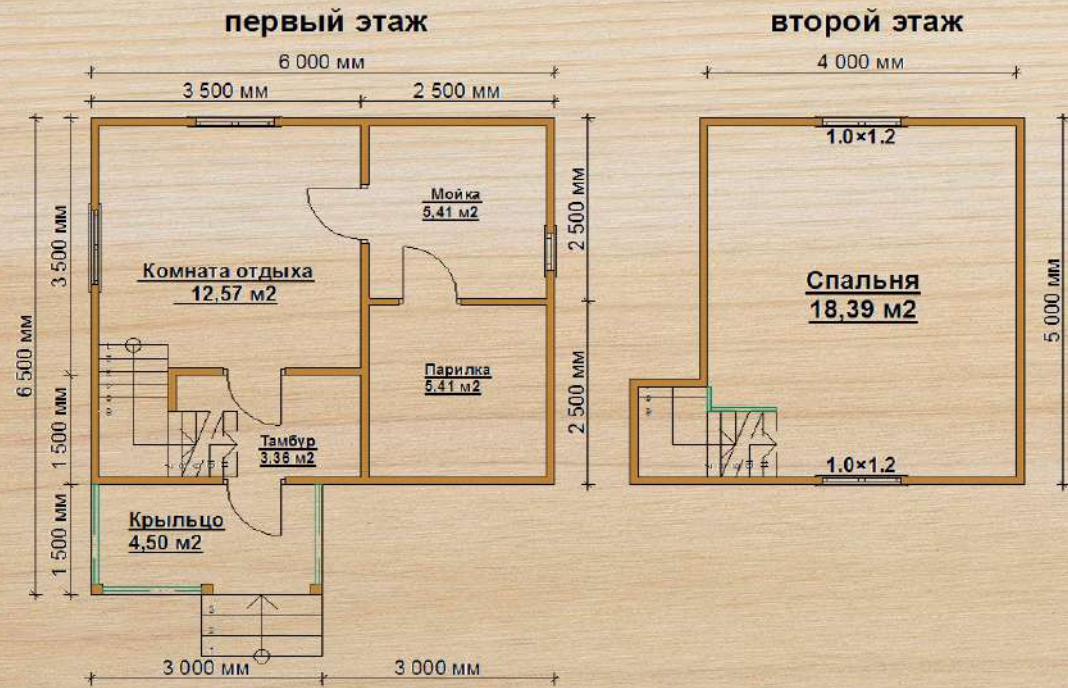 первый этаж
второй этаж
6 000 мм
4 000 мм
3 500 мм
2 500 мм
1.0×1.2
Мойка
5,41 м2
2 500 мм
3 500 мм
Комната отдыха
12,57 м2
Спальня
18,39 м2
5 000 мм
6 500 мм
Парилка
5,41 м2
2 500 мм
1 500 мм
Тамбур
3,36 м2
1.0×1.2
Крыльцо
4,50 м2
1 500 мм
3 000 мм
3 000 мм